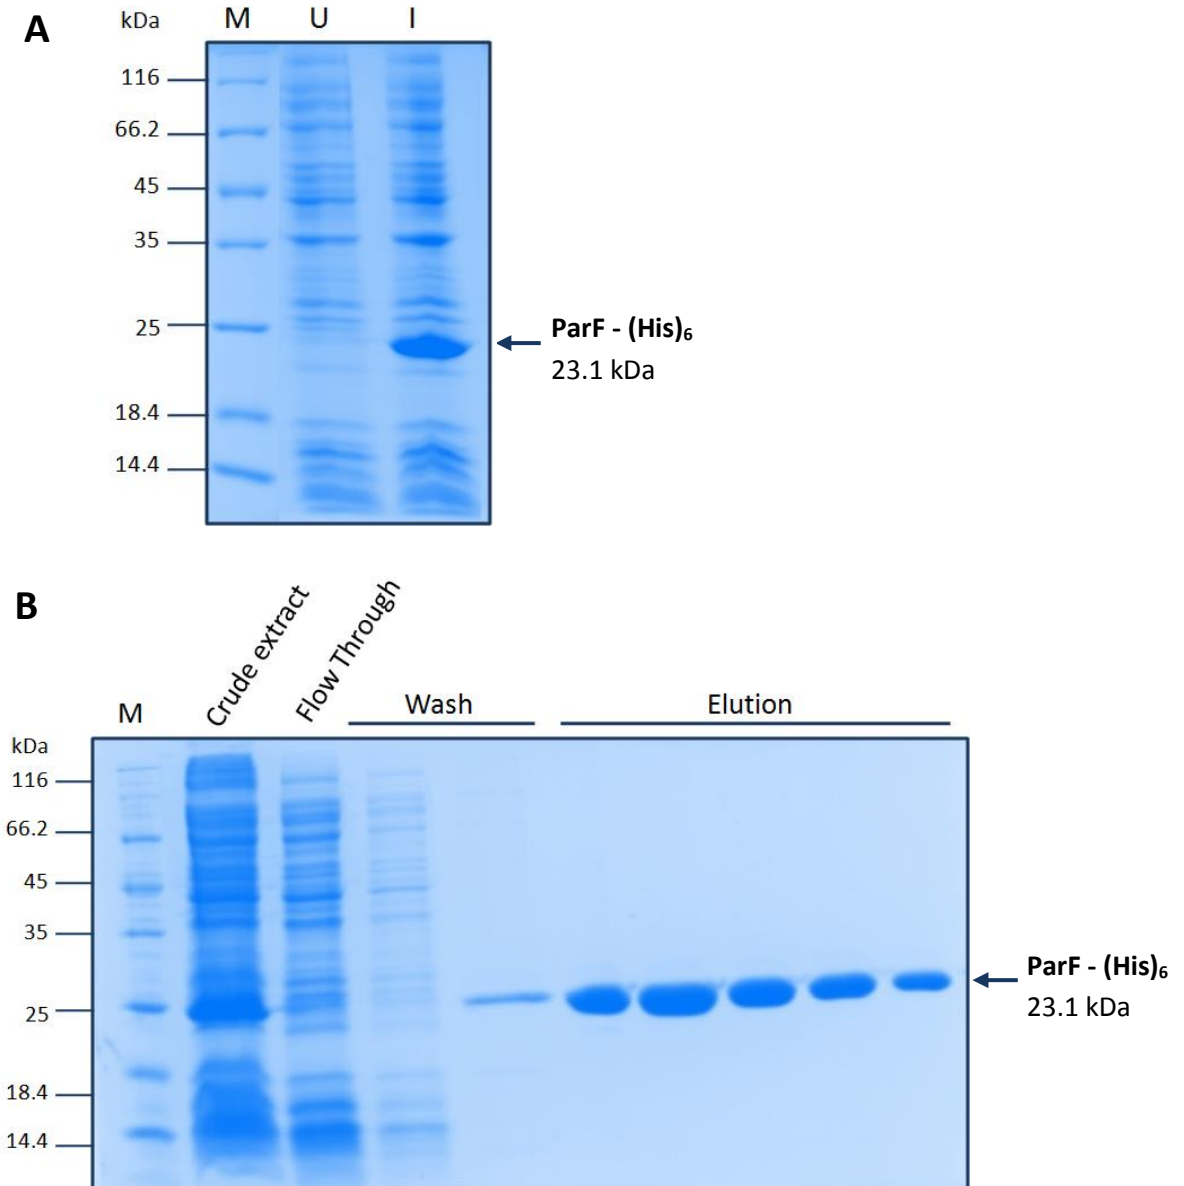 A
kDa M U I
116
66.2
45
35
25
18.4
14.4
ParF - (His)6
23.1 kDa
B
Crude extract
Flow Through
M
Wash
Elution
kDa
116
66.2
45
35
25
18.4
14.4
ParF - (His)6
23.1 kDa